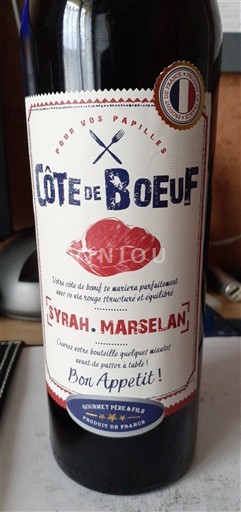 POUR VOS PAPILLES
CÔTE DE BOEUF
Votre côte de bœuf se mariera parfaitement
avec ce vin rouge structuré et équilibré
SYRAH. MARSELAN
Ouvrez votre bouteille quelques minutes
avant de passer à table !
Bon Appetit !
GOURMET PÈRE & FILS
PRODUIT DE FRANCE